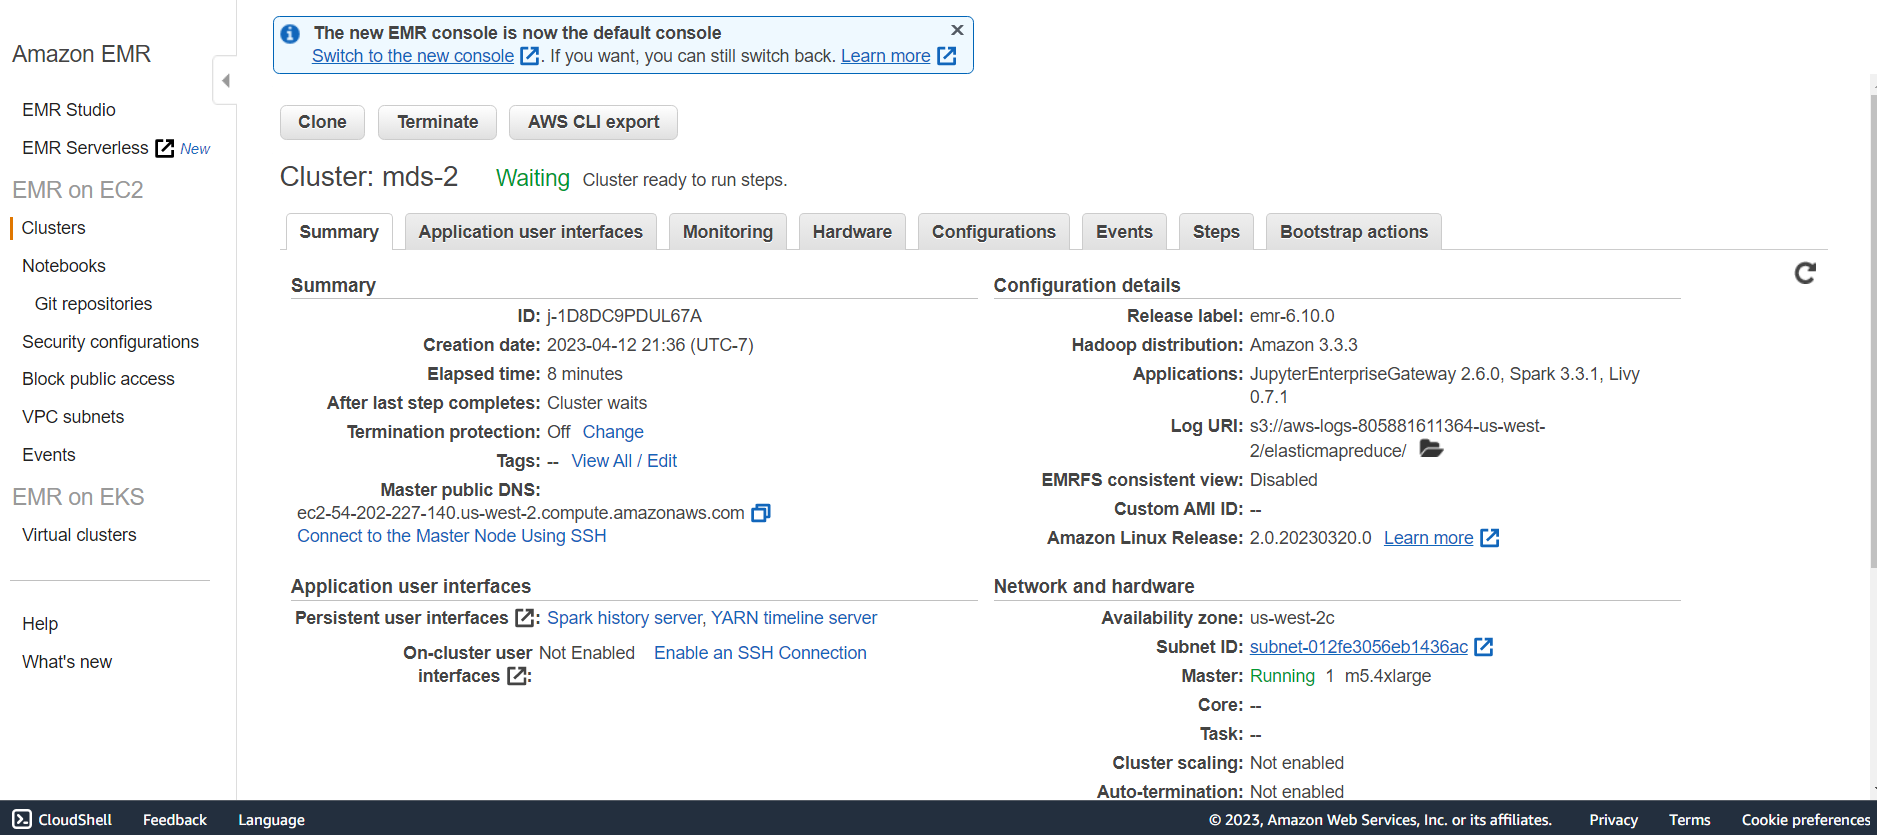 Amazon EMR
EMR Studio
EMR Serverless New
EMR on EC2
Clusters
Notebooks
Git repositories
Security configurations
Block public access
VPC subnets
Events
EMR on EKS
Virtual clusters
Help
What's new
The new EMR console is now the default console
Switch to the new console . If you want, you can still switch back. Learn more
Clone Terminate AWS CLI export
Cluster: mds-2 Waiting Cluster ready to run steps.
Summary Application user interfaces Monitoring Hardware Configurations Events Steps Bootstrap actions
Summary
ID: j-1D8DC9PDUL67A
Creation date: 2023-04-12 21:36 (UTC-7)
Elapsed time: 8 minutes
After last step completes: Cluster waits
Termination protection: Off Change
Tags: -- View All / Edit
Master public DNS:
ec2-54-202-227-140.us-west-2.compute.amazonaws.com
Connect to the Master Node Using SSH
Configuration details
Release label: emr-6.10.0
Hadoop distribution: Amazon 3.3.3
Applications: JupyterEnterpriseGateway 2.6.0, Spark 3.3.1, Livy
0.7.1
Log URI: s3://aws-logs-805881611364-us-west-
2/elasticmapreduce/
EMRFS consistent view: Disabled
Custom AMI ID: --
Amazon Linux Release: 2.0.20230320.0 Learn more
Application user interfaces
Persistent user interfaces : Spark history server, YARN timeline server
On-cluster user Not Enabled Enable an SSH Connection
interfaces :
Network and hardware
Availability zone: us-west-2c
Subnet ID: subnet-012fe3056eb1436ac
Master: Running 1 m5.4xlarge
Core: --
Task: --
Cluster scaling: Not enabled
Auto-termination: Not enabled
CloudShell Feedback Language © 2023, Amazon Web Services, Inc. or its affiliates. Privacy Terms Cookie preferences